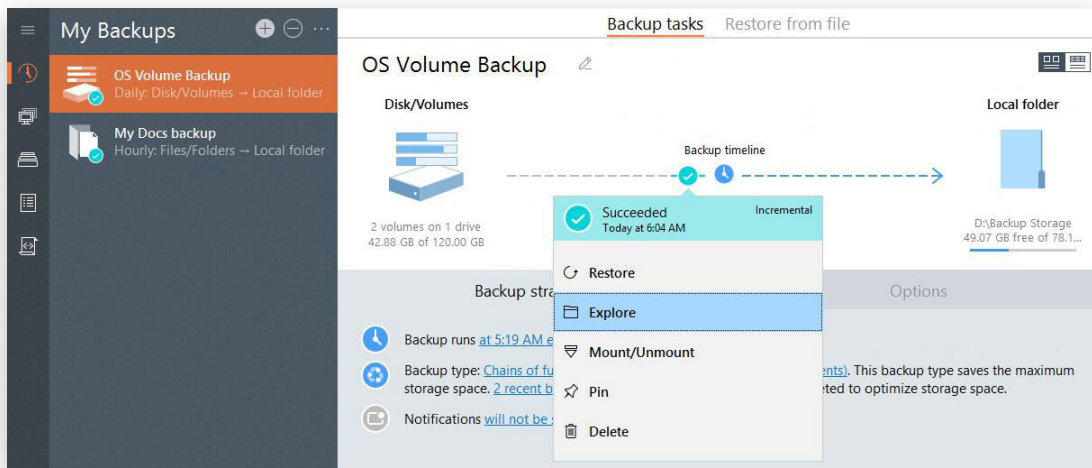 My Backups
OS Volume Backup
Daily: Disk/Volumes → Local folder
My Docs backup
Hourly: Files/Folders → Local folder
Backup tasks
Restore from file
OS Volume Backup
Disk/Volumes
2 volumes on 1 drive
42.88 GB of 120.00 GB
Backup timeline
Local folder
D:\Backup Storage
49.07 GB free of 78.1...
Succeeded
Incremental
Today at 6:04 AM
Restore
Explore
Mount/Unmount
Pin
Delete
Backup stra
Options
Backup runs at 5:19 AM e
Backup type: Chains of fu
ents). This backup type saves the maximum
storage space. 2 recent b
ted to optimize storage space.
Notifications will not be